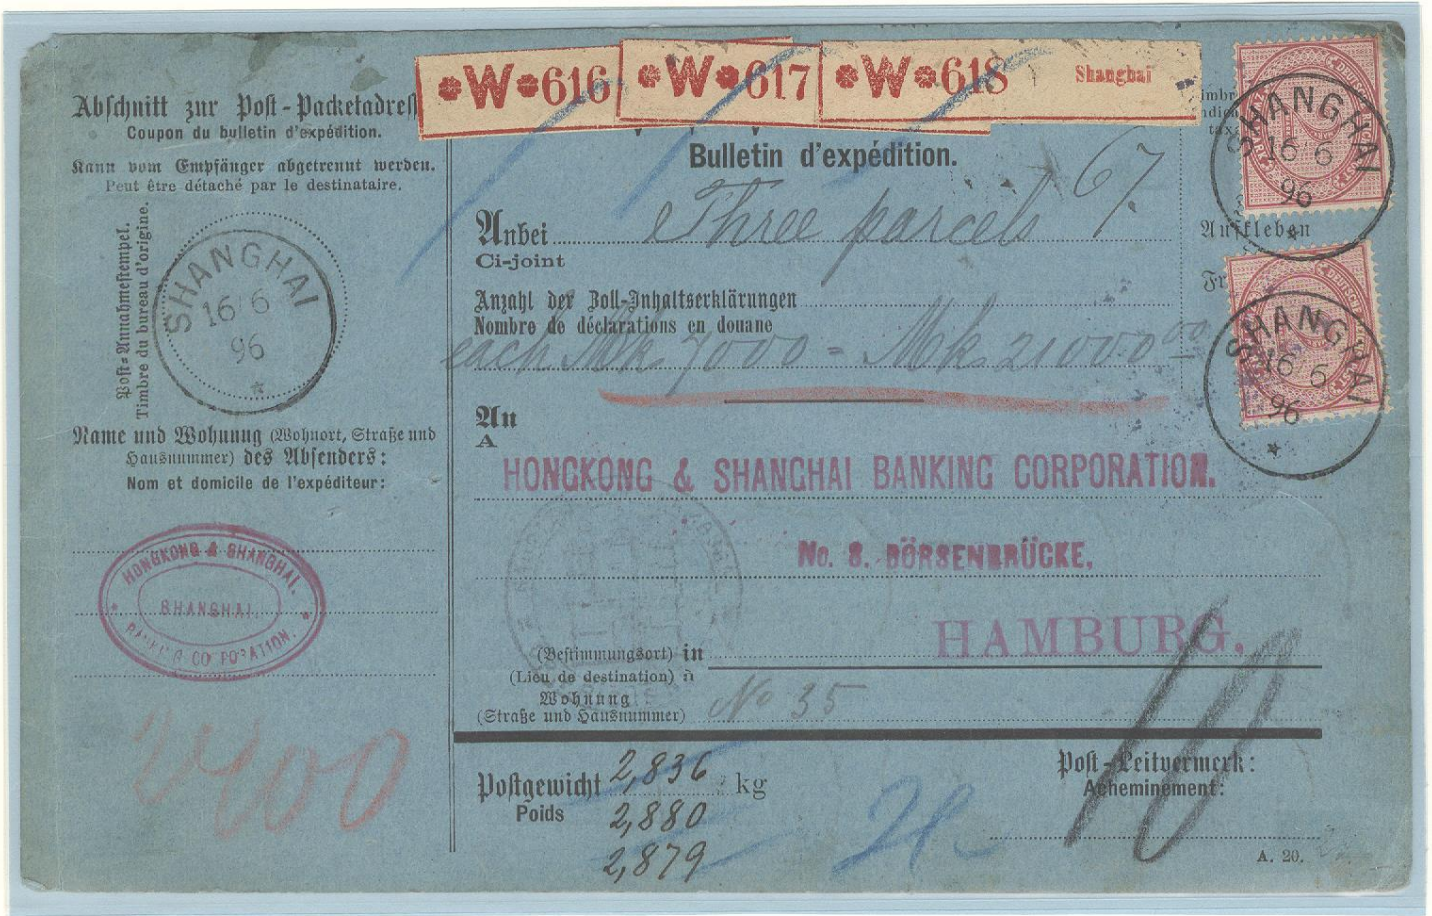 Abschnitt zur Post-Packetadres
Coupon du bulletin d'expédition.
Kann vom Empfänger abgetrennt werden.
Peut être détaché par le destinataire.
Post-Annahmestempel.
Timbre du bureau d'origine.
SHANGHAI
16/6
96
Name und Wohnung (Wohnort, Straße und
Hausnummer) des Absenders:
Nom et domicile de l'expéditeur:
HONGKONG & SHANGHAI
SHANGHAI.
BANKING CORPORATION.
*W*616
*W*617
*W*618 Shanghai
Bulletin d'expédition.
67.
Anbei Three parcels
Ci-joint
Anzahl der Zoll-Inhaltserklärungen
Nombre de déclarations en douane
each Mk 7000 = Mk 21000 00
An
A
HONGKONG & SHANGHAI BANKING CORPORATION.
No. 8. BÖRSENBRÜCKE,
HAMBURG.
(Bestimmungsort) in
(Lieu de destination) à
Wohnung
(Straße und Hausnummer) No 35
Postgewicht 2,836 kg
Poids 2,880
2,879
Post-Leitvermerk:
Acheminement:
10
A. 20.
Aufkleben
SHANGHAI
16/6
96
SHANGHAI
16/6
96